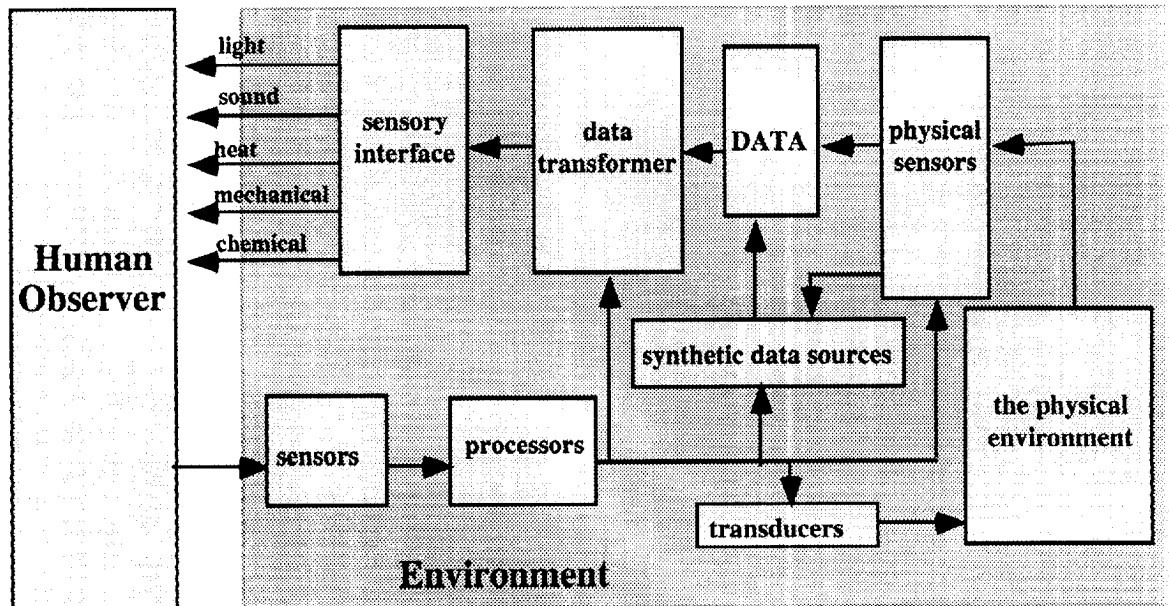 light
sound
heat
mechanical
chemical
sensory
interface
data
transformer
DATA
physical
sensors
Human
Observer
synthetic data sources
the physical
environment
sensors
processors
transducers
Environment